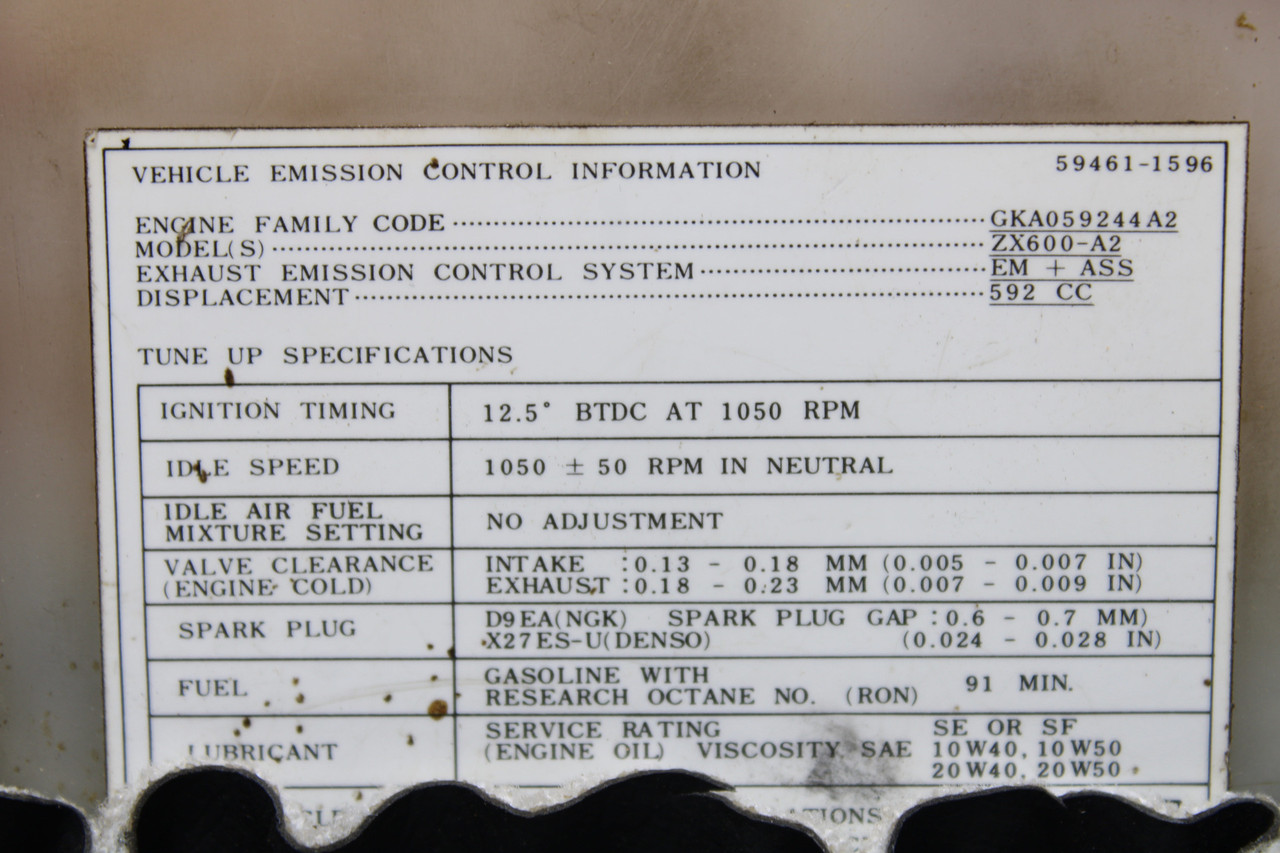 VEHICLE EMISSION CONTROL INFORMATION 59461-1596
ENGINE FAMILY CODE GKA059244A2
MODEL(S) ZX600-A2
EXHAUST EMISSION CONTROL SYSTEM EM + ASS
DISPLACEMENT 592 CC
TUNE UP SPECIFICATIONS
IGNITION TIMING 12.5° BTDC AT 1050 RPM
IDLE SPEED 1050 ± 50 RPM IN NEUTRAL
IDLE AIR FUEL
MIXTURE SETTING
NO ADJUSTMENT
VALVE CLEARANCE
(ENGINE COLD)
INTAKE :0.13 - 0.18 MM (0.005 - 0.007 IN)
EXHAUST :0.18 - 0.23 MM (0.007 - 0.009 IN)
SPARK PLUG
D9EA(NGK) SPARK PLUG GAP :0.6 - 0.7 MM)
X27ES-U(DENSO) (0.024 - 0.028 IN)
FUEL
GASOLINE WITH
RESEARCH OCTANE NO. (RON) 91 MIN.
LUBRICANT
SERVICE RATING SE OR SF
(ENGINE OIL) VISCOSITY SAE 10W40, 10W50
20W40, 20W50